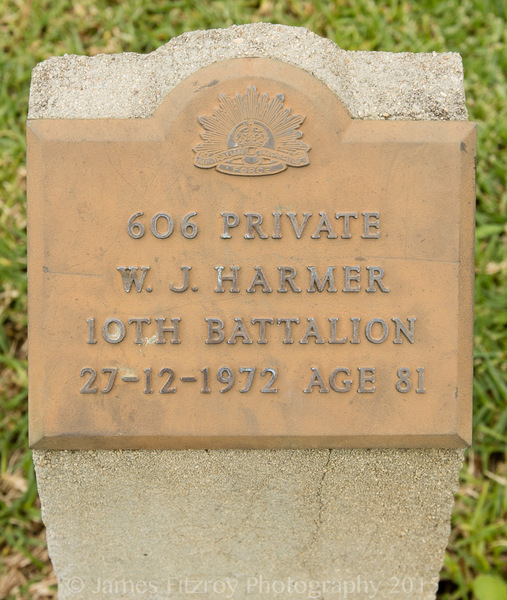 606 PRIVATE
W. J. HARMER
10TH BATTALION
27-12-1972 AGE 81
© James Fitzroy Photography 2015